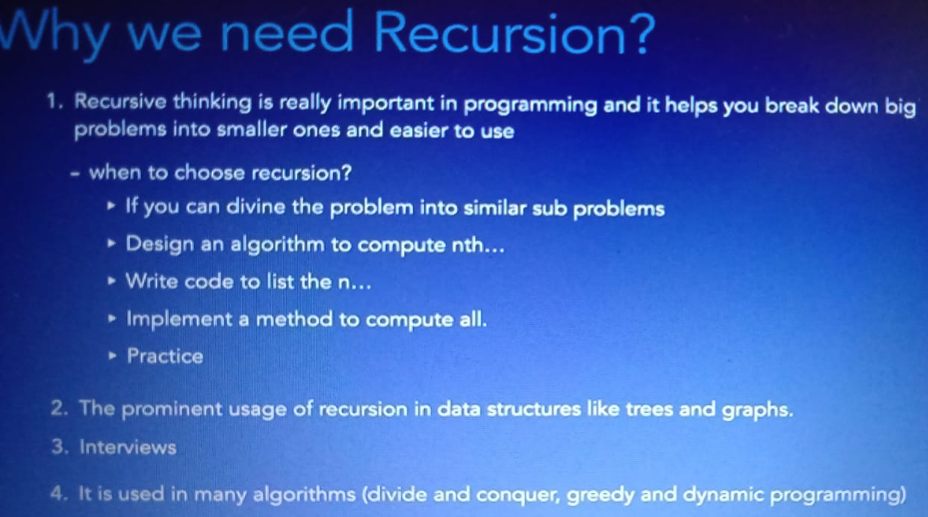 Why we need Recursion?
1. Recursive thinking is really important in programming and it helps you break down big
problems into smaller ones and easier to use
- when to choose recursion?
▸ If you can divine the problem into similar sub problems
▸ Design an algorithm to compute nth...
▸ Write code to list the n...
▸ Implement a method to compute all.
▸ Practice
2. The prominent usage of recursion in data structures like trees and graphs.
3. Interviews
4. It is used in many algorithms (divide and conquer, greedy and dynamic programming)